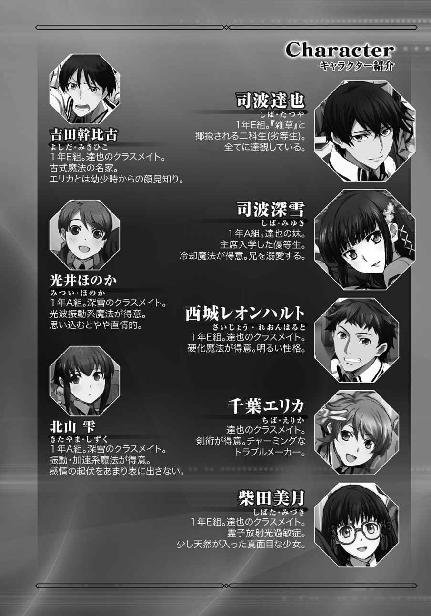 Character
キャラクター紹介
司波達也
しば・たつや
1年E組。『雑草』と
揶揄される二科生(劣等生)。
全てに達観している。
司波深雪
しば・みゆき
1年A組。達也の妹。
主席入学した優等生。
冷却魔法が得意。兄を溺愛する。
西城レオンハルト
さいじょう・れおんはると
1年E組。達也のクラスメイト。
硬化魔法が得意。明るい性格。
千葉エリカ
ちば・えりか
達也のクラスメイト。
剣術が得意。チャーミングな
トラブルメーカー。
柴田美月
しばた・みづき
1年E組。達也のクラスメイト。
霊子放射光過敏症。
少し天然が入った真面目な少女。
吉田幹比古
よしだ・みきひこ
1年E組。達也のクラスメイト。
古式魔法の名家。
エリカとは幼少時からの顔見知り。
光井ほのか
みつい・ほのか
1年A組。深雪のクラスメイト。
光波振動系魔法が得意。
思い込むとやや直情的。
北山 雫
きたやま・しずく
1年A組。深雪のクラスメイト。
振動・加速系魔法が得意。
感情の起伏をあまり表に出さない。